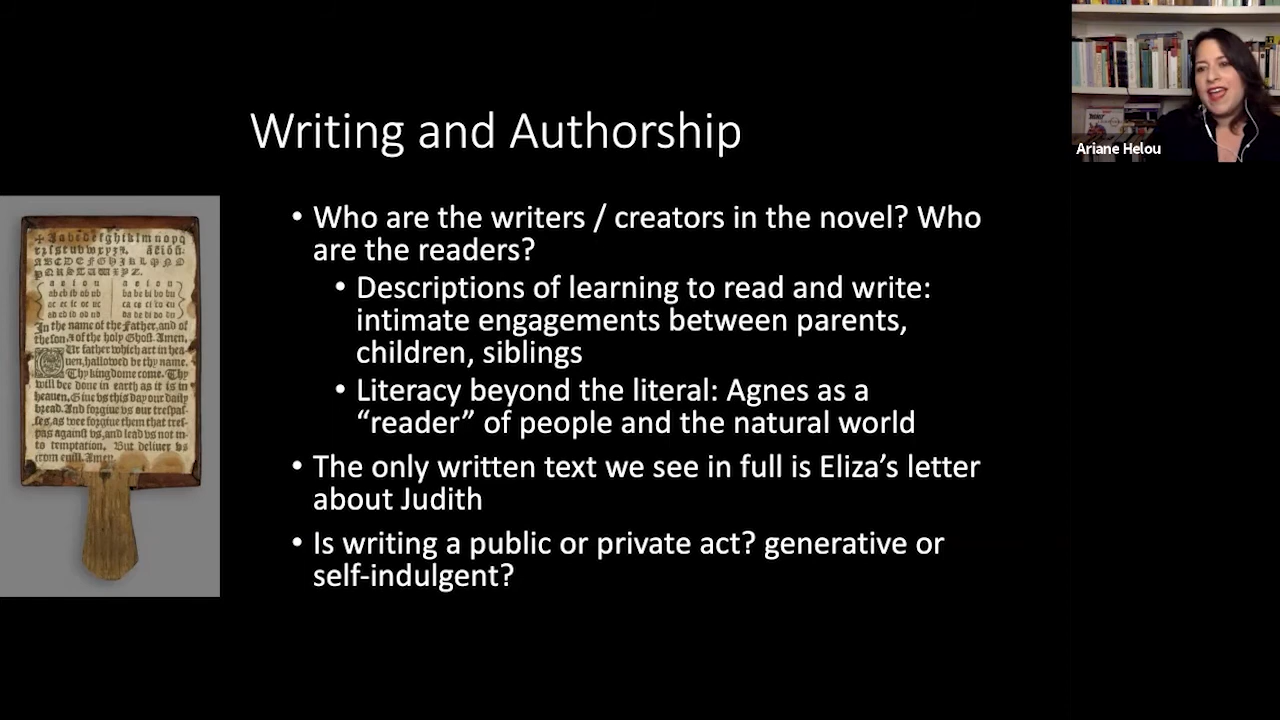 Ariane Helou
Writing and Authorship
• Who are the writers / creators in the novel? Who
are the readers?
• Descriptions of learning to read and write:
intimate engagements between parents,
children, siblings
• Literacy beyond the literal: Agnes as a
“reader” of people and the natural world
• The only written text we see in full is Eliza’s letter
about Judith
• Is writing a public or private act? generative or
self-indulgent?
a e i o u
a e i o u
In the name of the Father, and of
the holy Ghost. Amen.
Ur father which art in hea-
uen, hallowed be thy name.
Thy kingdome come. Thy
will bee done in earth as it is in
heauen. Giue vs this day our daily
bread. And forgiue vs our trespas-
ses, as wee forgiue them that tres-
pas against vs, and lead vs not in-
to temptation. But deliuer vs
from euill. Amen.